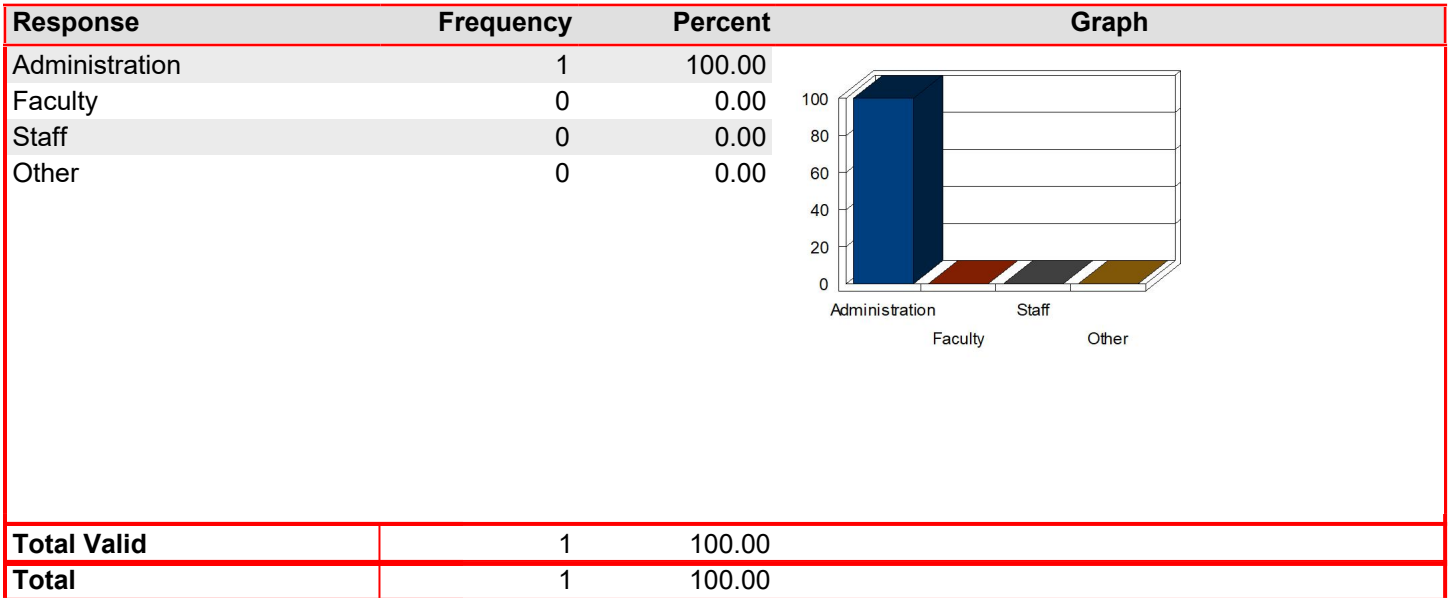 Response Frequency Percent Graph
Administration 1 100.00
Faculty 0 0.00
Staff 0 0.00
Other 0 0.00
100
80
60
40
20
0
Administration Staff
Faculty Other
Total Valid 1 100.00
Total 1 100.00